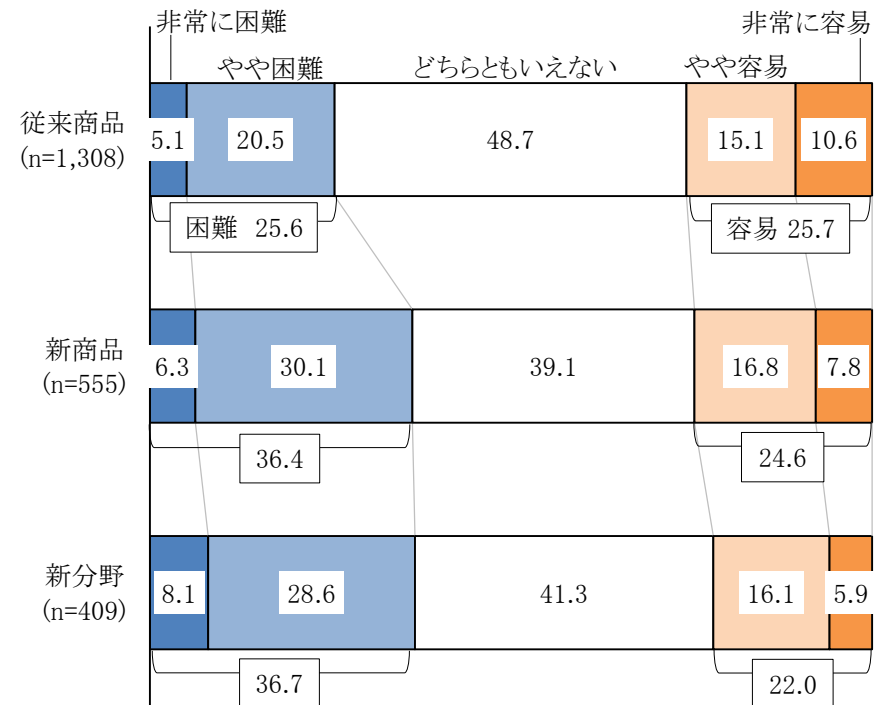 非常に困難
非常に容易
やや困難
どちらともいえない
やや容易
従来商品
(n=1,308)
5.1
20.5
48.7
15.1
10.6
困難 25.6
容易 25.7
新商品
(n=555)
6.3
30.1
39.1
16.8
7.8
36.4
24.6
新分野
(n=409)
8.1
28.6
41.3
16.1
5.9
36.7
22.0